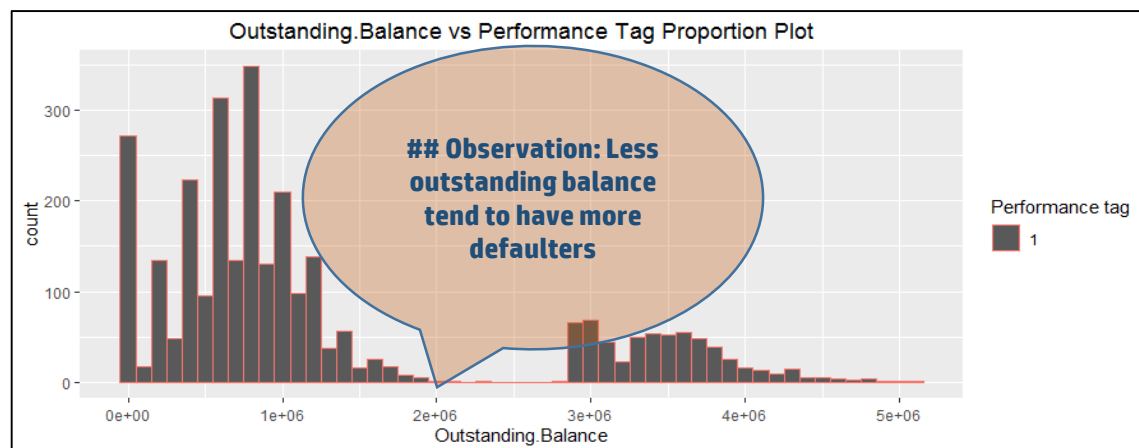 Outstanding.Balance vs Performance Tag Proportion Plot
## Observation: Less
outstanding balance
tend to have more
defaulters
count
300
200
100
0
0e+00 1e+06 2e+06 3e+06 4e+06 5e+06
Outstanding.Balance
Performance tag
1